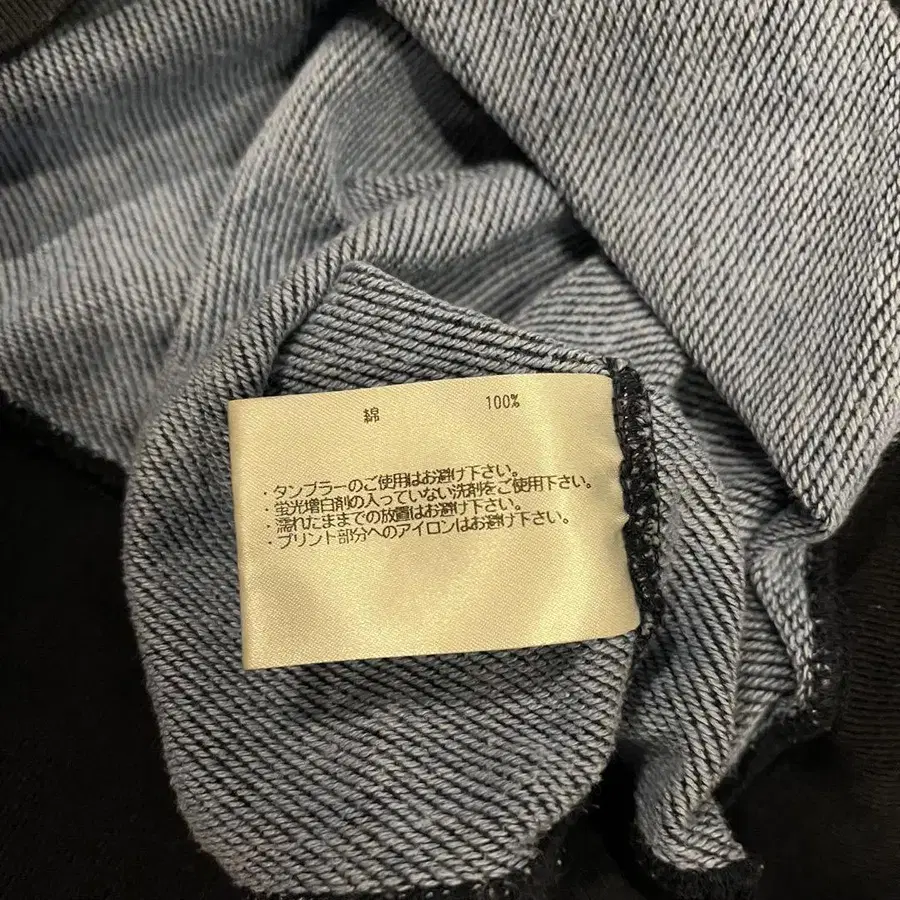 綿 100%
・タンブラーのご使用はお避け下さい。
・蛍光増白剤の入っていない洗剤をご使用下さい。
・濡れたままでの放置はお避け下さい。
・プリント部分へのアイロンはお避け下さい。